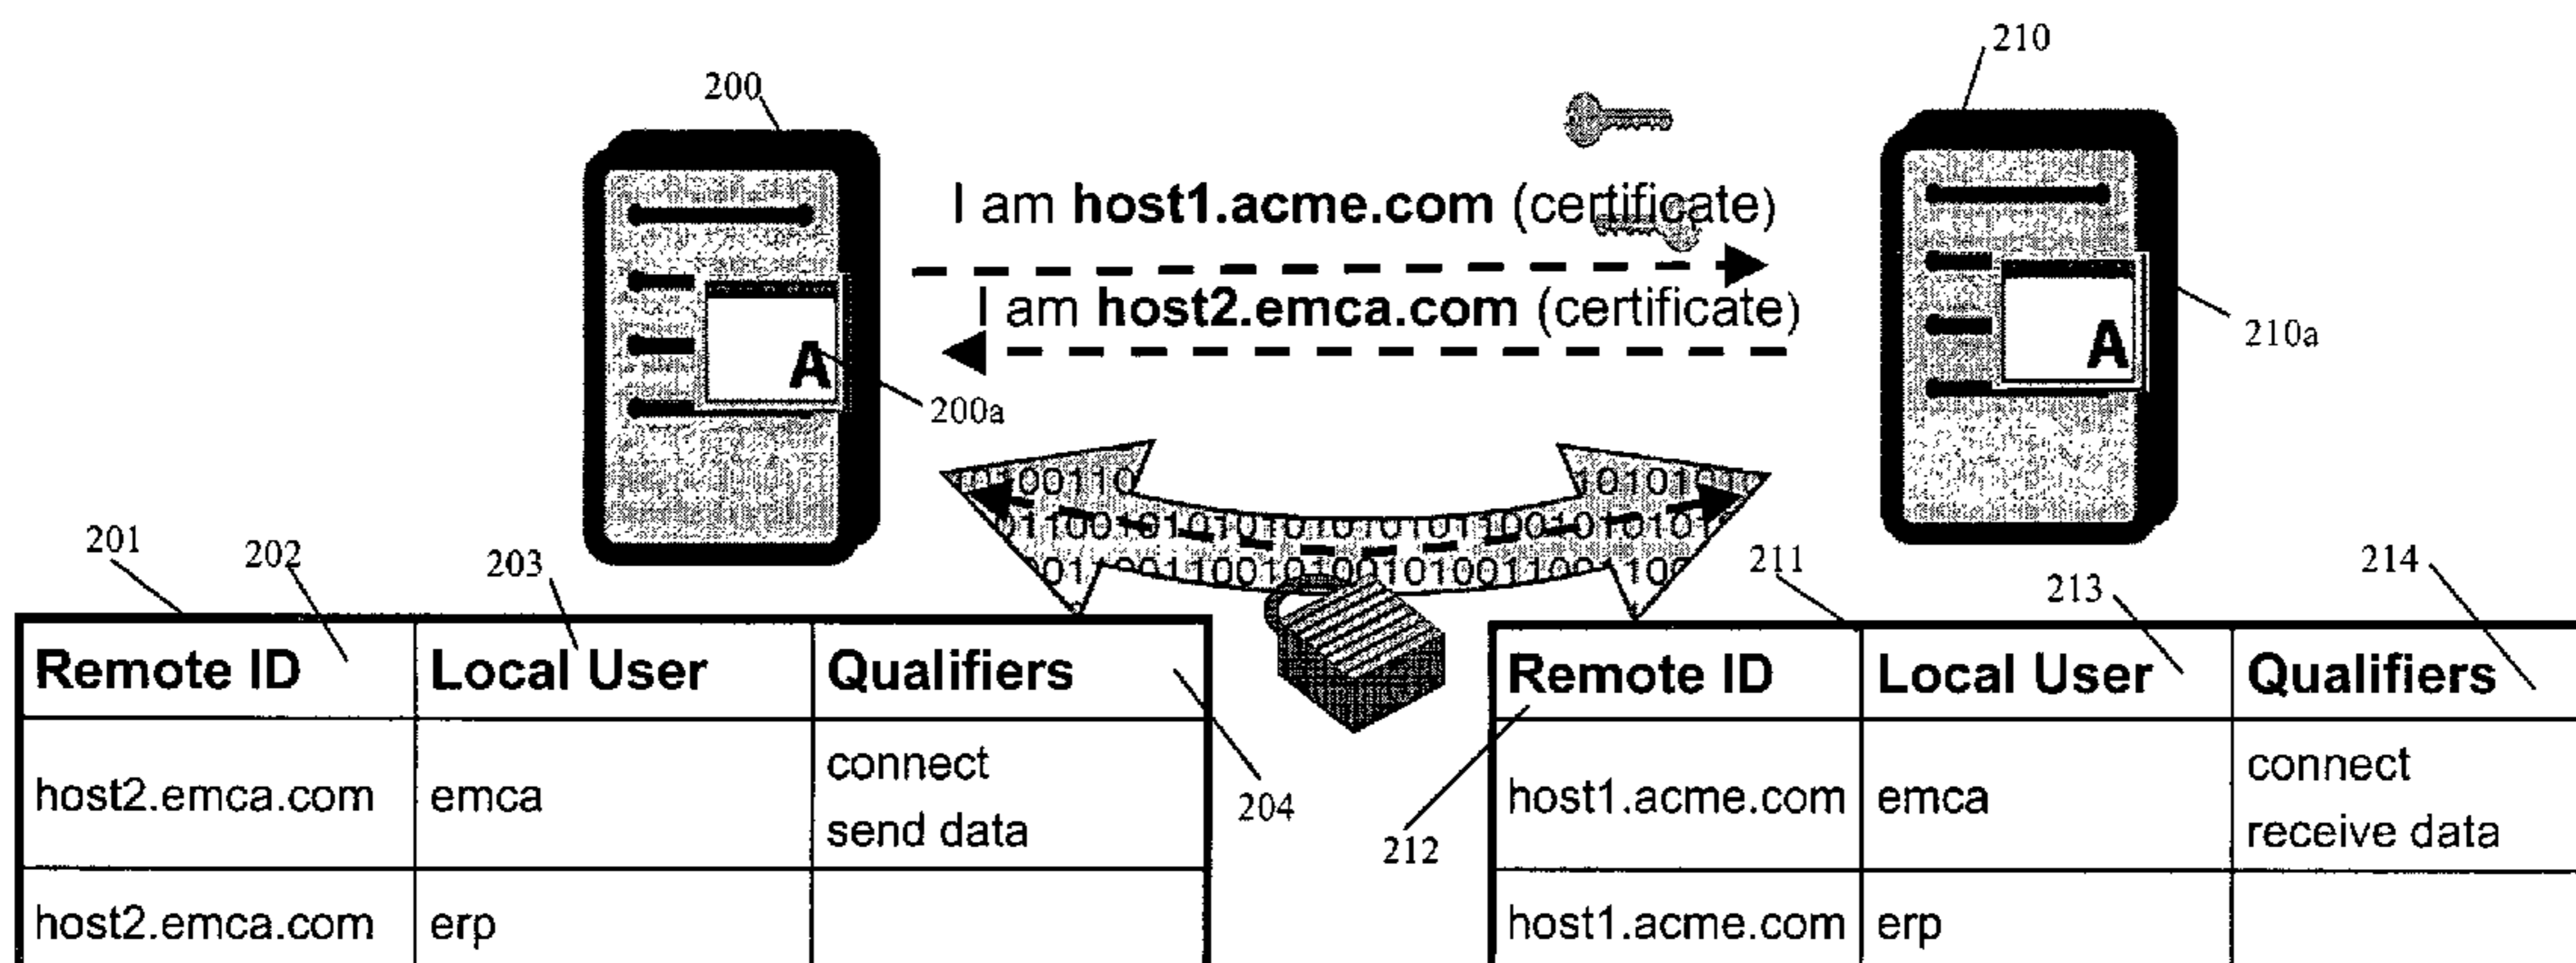 210
200
I am host1.acme.com (certificate)
I am host2.emca.com (certificate)
A
A
210a
200a
201
202
203
211
213
214
Remote ID Local User Qualifiers
host2.emca.com emca connect
send data
host2.emca.com erp
204
212
Remote ID Local User Qualifiers
host1.acme.com emca connect
receive data
host1.acme.com erp